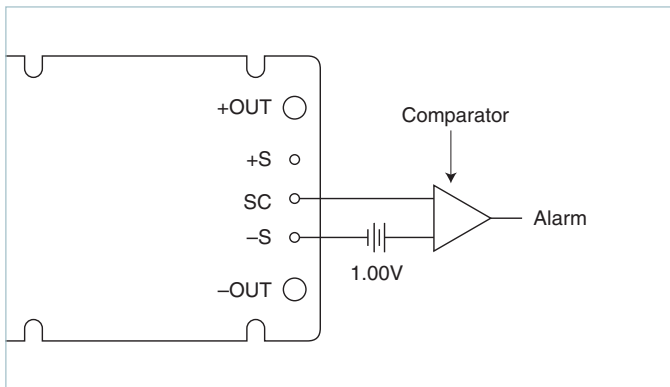 +OUT
Comparator
+S
SC
Alarm
–S
1.00V
–OUT